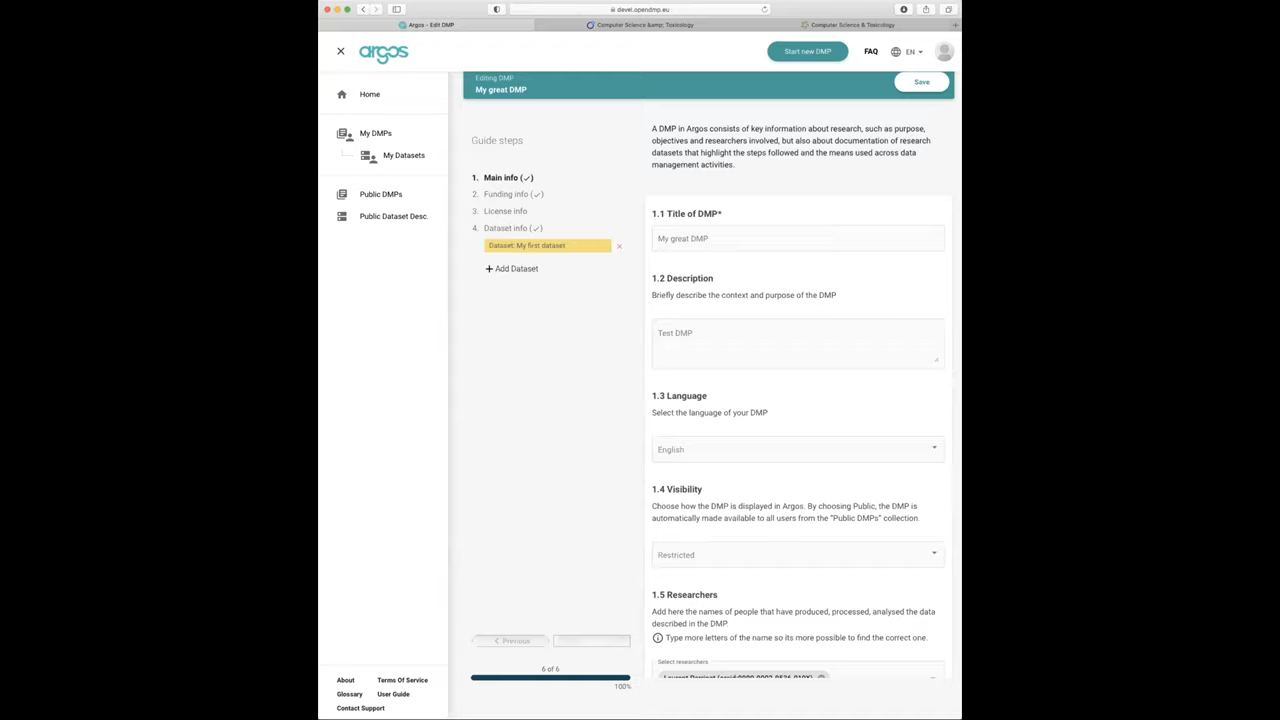 devel.opendmp.eu
Argos - Edit DMP
Computer Science &amp; Toxicology
Computer Science & Toxicology
argos
Start new DMP
FAQ
EN
Editing DMP
My great DMP
Save
Home
My DMPs
My Datasets
Public DMPs
Public Dataset Desc.
Guide steps
1. Main info (✓)
2. Funding info (✓)
3. License info
4. Dataset info (✓)
Dataset: My first dataset
+ Add Dataset
A DMP in Argos consists of key information about research, such as purpose,
objectives and researchers involved, but also about documentation of research
datasets that highlight the steps followed and the means used across data
management activities.
1.1 Title of DMP*
My great DMP
1.2 Description
Briefly describe the context and purpose of the DMP
Test DMP
1.3 Language
Select the language of your DMP
English
1.4 Visibility
Choose how the DMP is displayed in Argos. By choosing Public, the DMP is
automatically made available to all users from the “Public DMPs” collection.
Restricted
1.5 Researchers
Add here the names of people that have produced, processed, analysed the data
described in the DMP.
Type more letters of the name so its more possible to find the correct one.
Select researchers
Previous
6 of 6
100%
About
Terms Of Service
Glossary
User Guide
Contact Support